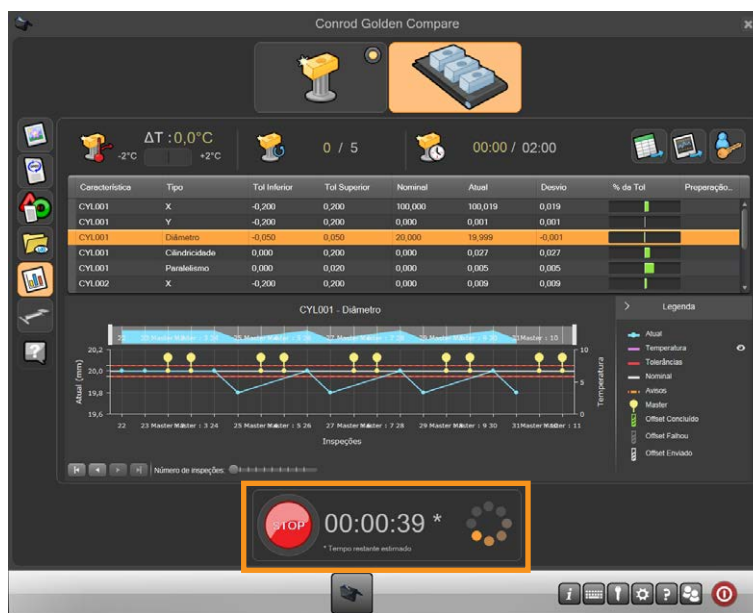 Conrod Golden Compare
ΔT : 0,0°C
-2°C +2°C
0 / 5
00:00 / 02:00
Característica Tipo Tol Inferior Tol Superior Nominal Atual Desvio % da Tol Preparação...
CYL001 X -0,200 0,200 100,000 100,019 0,019
CYL001 Y -0,200 0,200 0,000 0,001 0,001
CYL001 Diâmetro -0,050 0,050 20,000 19,999 -0,001
CYL001 Cilindricidade 0,000 0,200 0,000 0,027 0,027
CYL001 Paralelismo 0,000 0,020 0,000 0,005 0,005
CYL002 X -0,200 0,200 0,000 0,009 0,009
CYL001 - Diâmetro
Atual (mm)
20,2
20,0
19,8
19,6
10
5
0
Temperatura
Inspeções
Número de inspeções:
Legenda
Atual
Temperatura
Tolerâncias
Nominal
Avisos
Master
Offset Concluído
Offset Falhou
Offset Enviado
STOP
00:00:39 *
* Tempo restante estimado